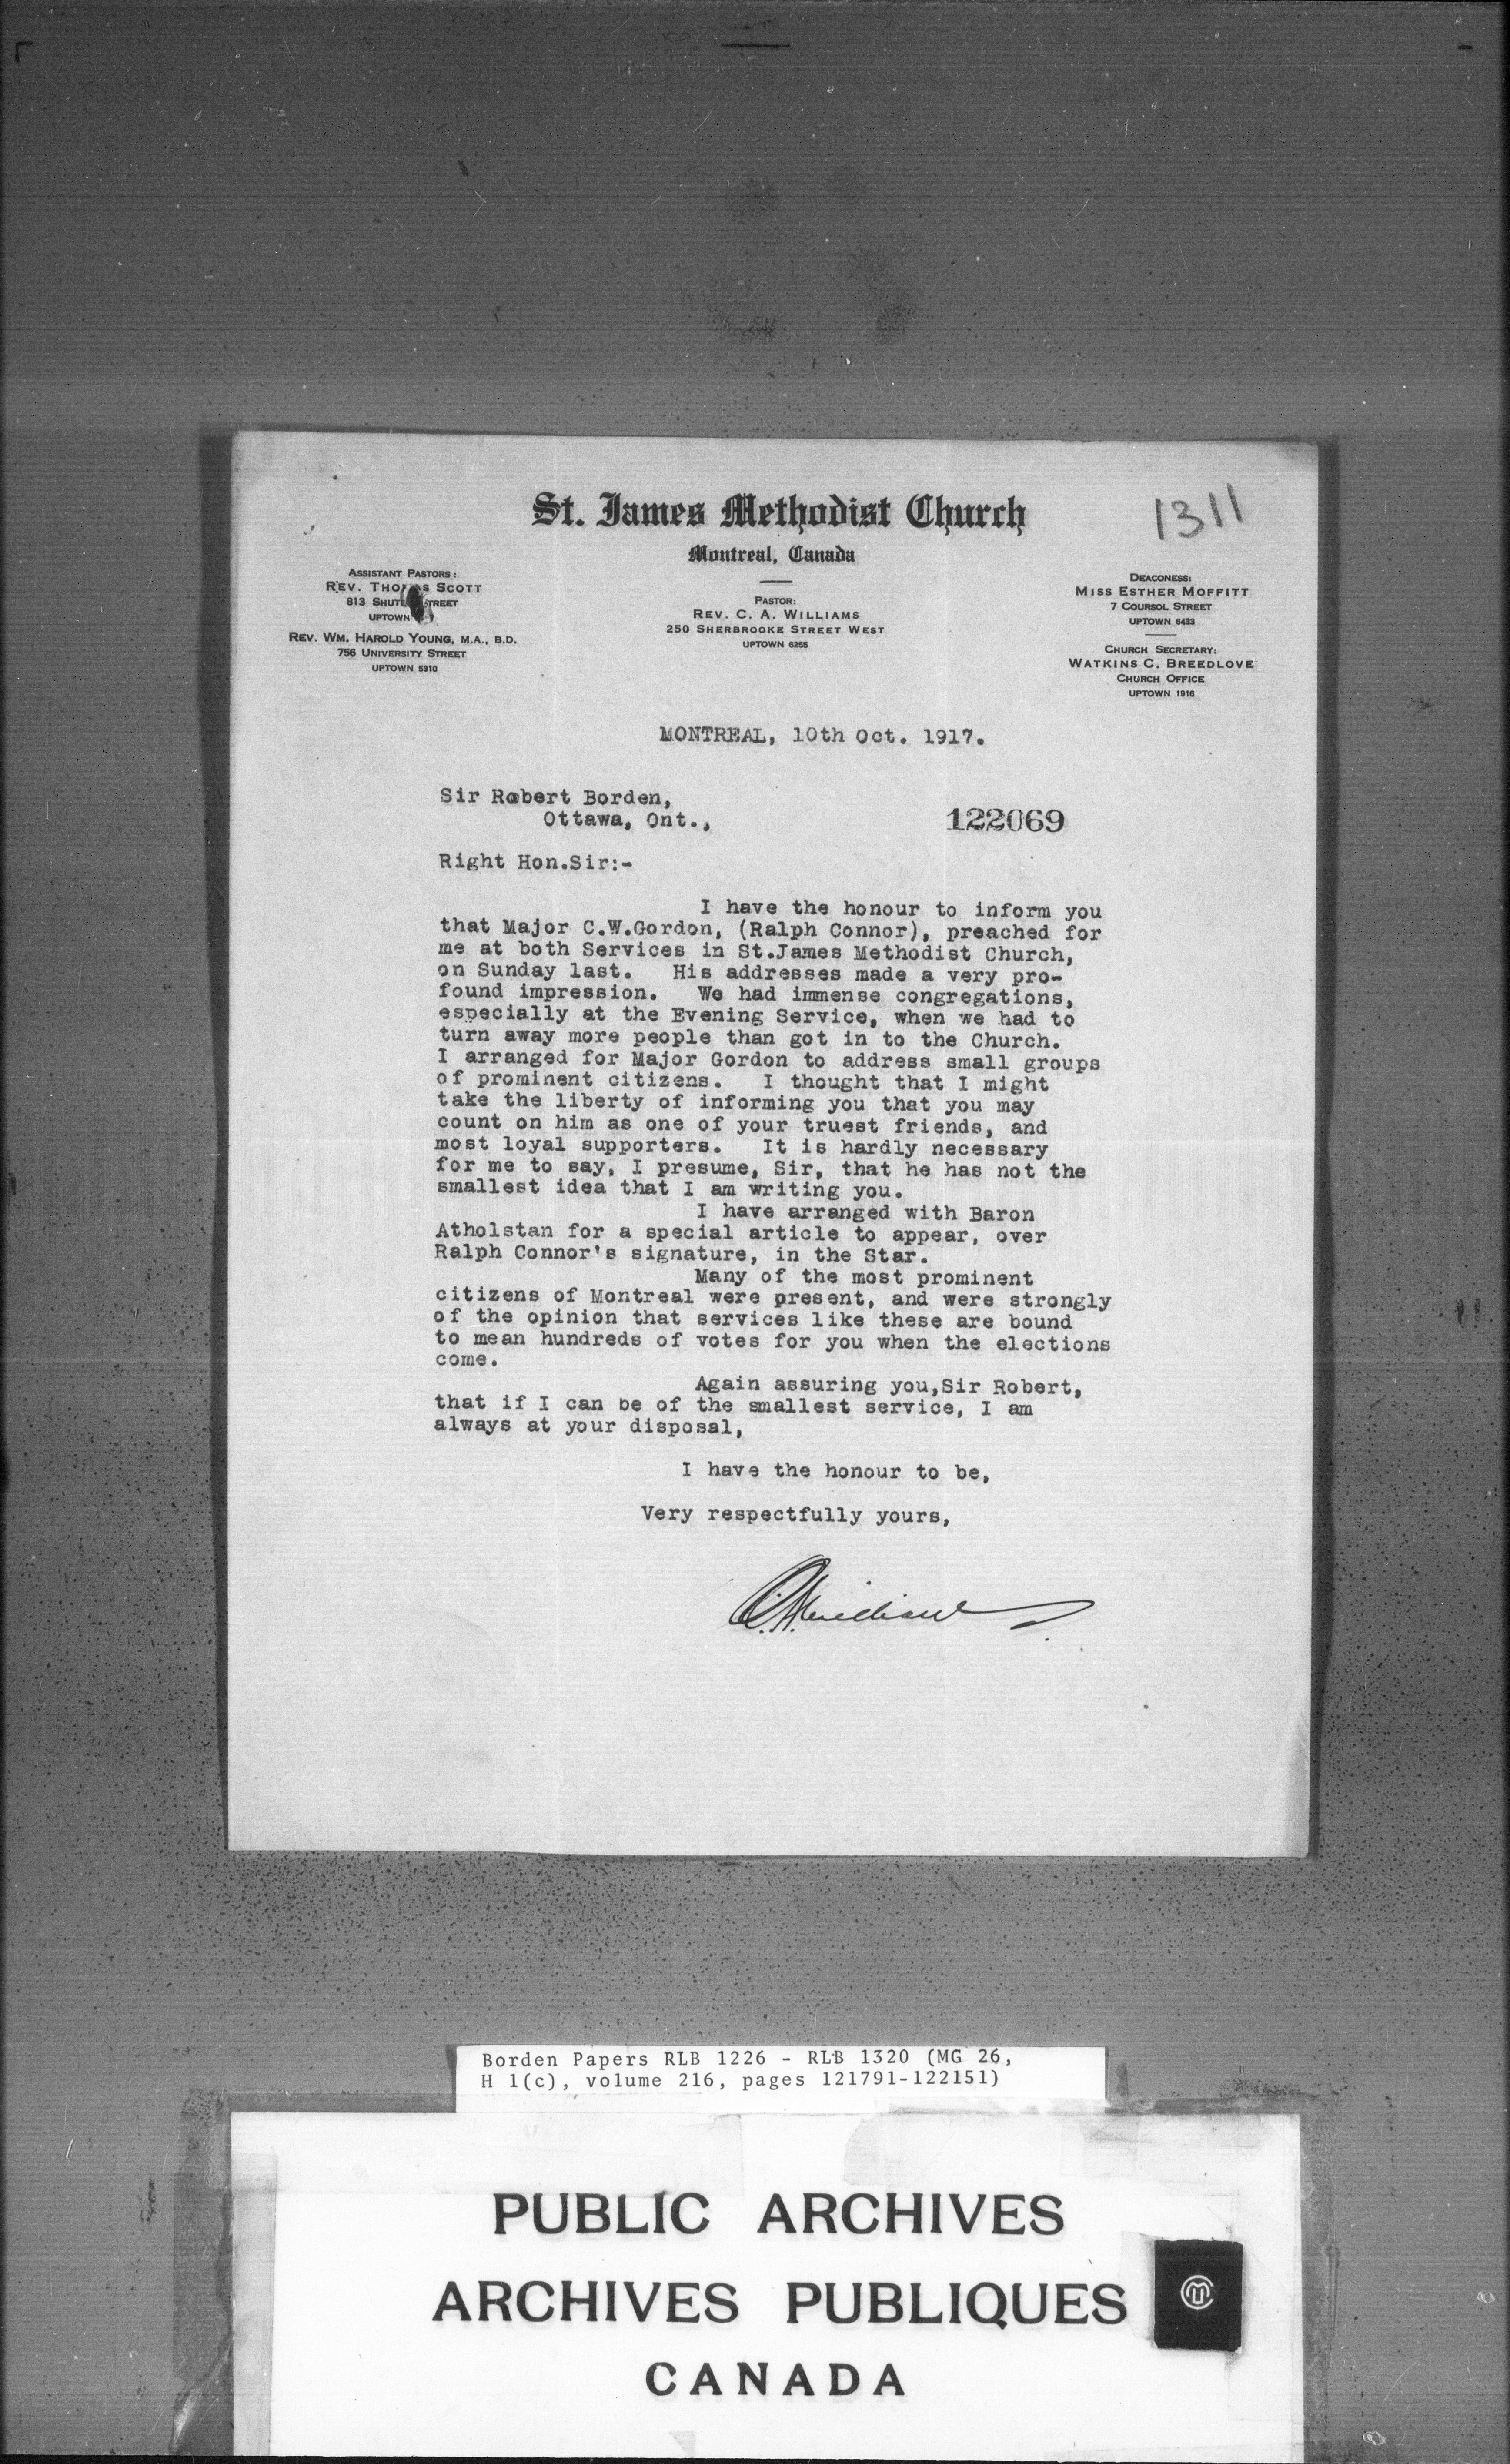 St. James Methodist Church
1311
Montreal, Canada
ASSISTANT PASTORS:
REV. THOMAS SCOTT
813 SHUTER STREET
UPTOWN
REV. WM. HAROLD YOUNG, M.A., B.D.
756 UNIVERSITY STREET
UPTOWN 5310
PASTOR:
REV. C. A. WILLIAMS
250 SHERBROOKE STREET WEST
UPTOWN 6255
DEACONESS:
MISS ESTHER MOFFITT
7 COURSOL STREET
UPTOWN 6433
CHURCH SECRETARY:
WATKINS C. BREEDLOVE
CHURCH OFFICE
UPTOWN 1916
MONTREAL, 10th Oct. 1917.
Sir Robert Borden,
Ottawa, Ont.,
122069
Right Hon.Sir:-
I have the honour to inform you
that Major C.W.Gordon, (Ralph Connor), preached for
me at both Services in St.James Methodist Church,
on Sunday last. His addresses made a very pro-
found impression. We had immense congregations,
especially at the Evening Service, when we had to
turn away more people than got in to the Church.
I arranged for Major Gordon to address small groups
of prominent citizens. I thought that I might
take the liberty of informing you that you may
count on him as one of your truest friends, and
most loyal supporters. It is hardly necessary
for me to say, I presume, Sir, that he has not the
smallest idea that I am writing you.
I have arranged with Baron
Atholstan for a special article to appear, over
Ralph Connor's signature, in the Star.
Many of the most prominent
citizens of Montreal were present, and were strongly
of the opinion that services like these are bound
to mean hundreds of votes for you when the elections
come.
Again assuring you,Sir Robert,
that if I can be of the smallest service, I am
always at your disposal,
I have the honour to be,
Very respectfully yours,
C.A. Williams
Borden Papers RLB 1226 - RLB 1320 (MG 26,
H 1(c), volume 216, pages 121791-122151)
PUBLIC ARCHIVES
ARCHIVES PUBLIQUES
CANADA